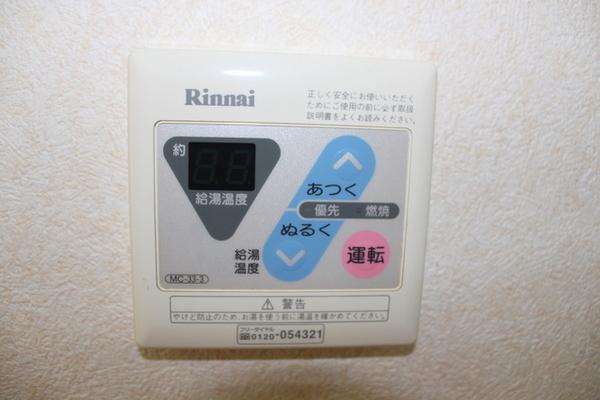 Rinnai
正しく安全にお使いいただく
ためにご使用の前に必ず取扱
説明書をよくお読みください。
約
給湯温度
あつく
優先 燃焼
ぬるく
給湯
温度
運転
MC-33-3
⚠ 警告
やけど防止のため、お湯を使う前に湯温を確かめてください。
フリーダイヤル
0120-054321